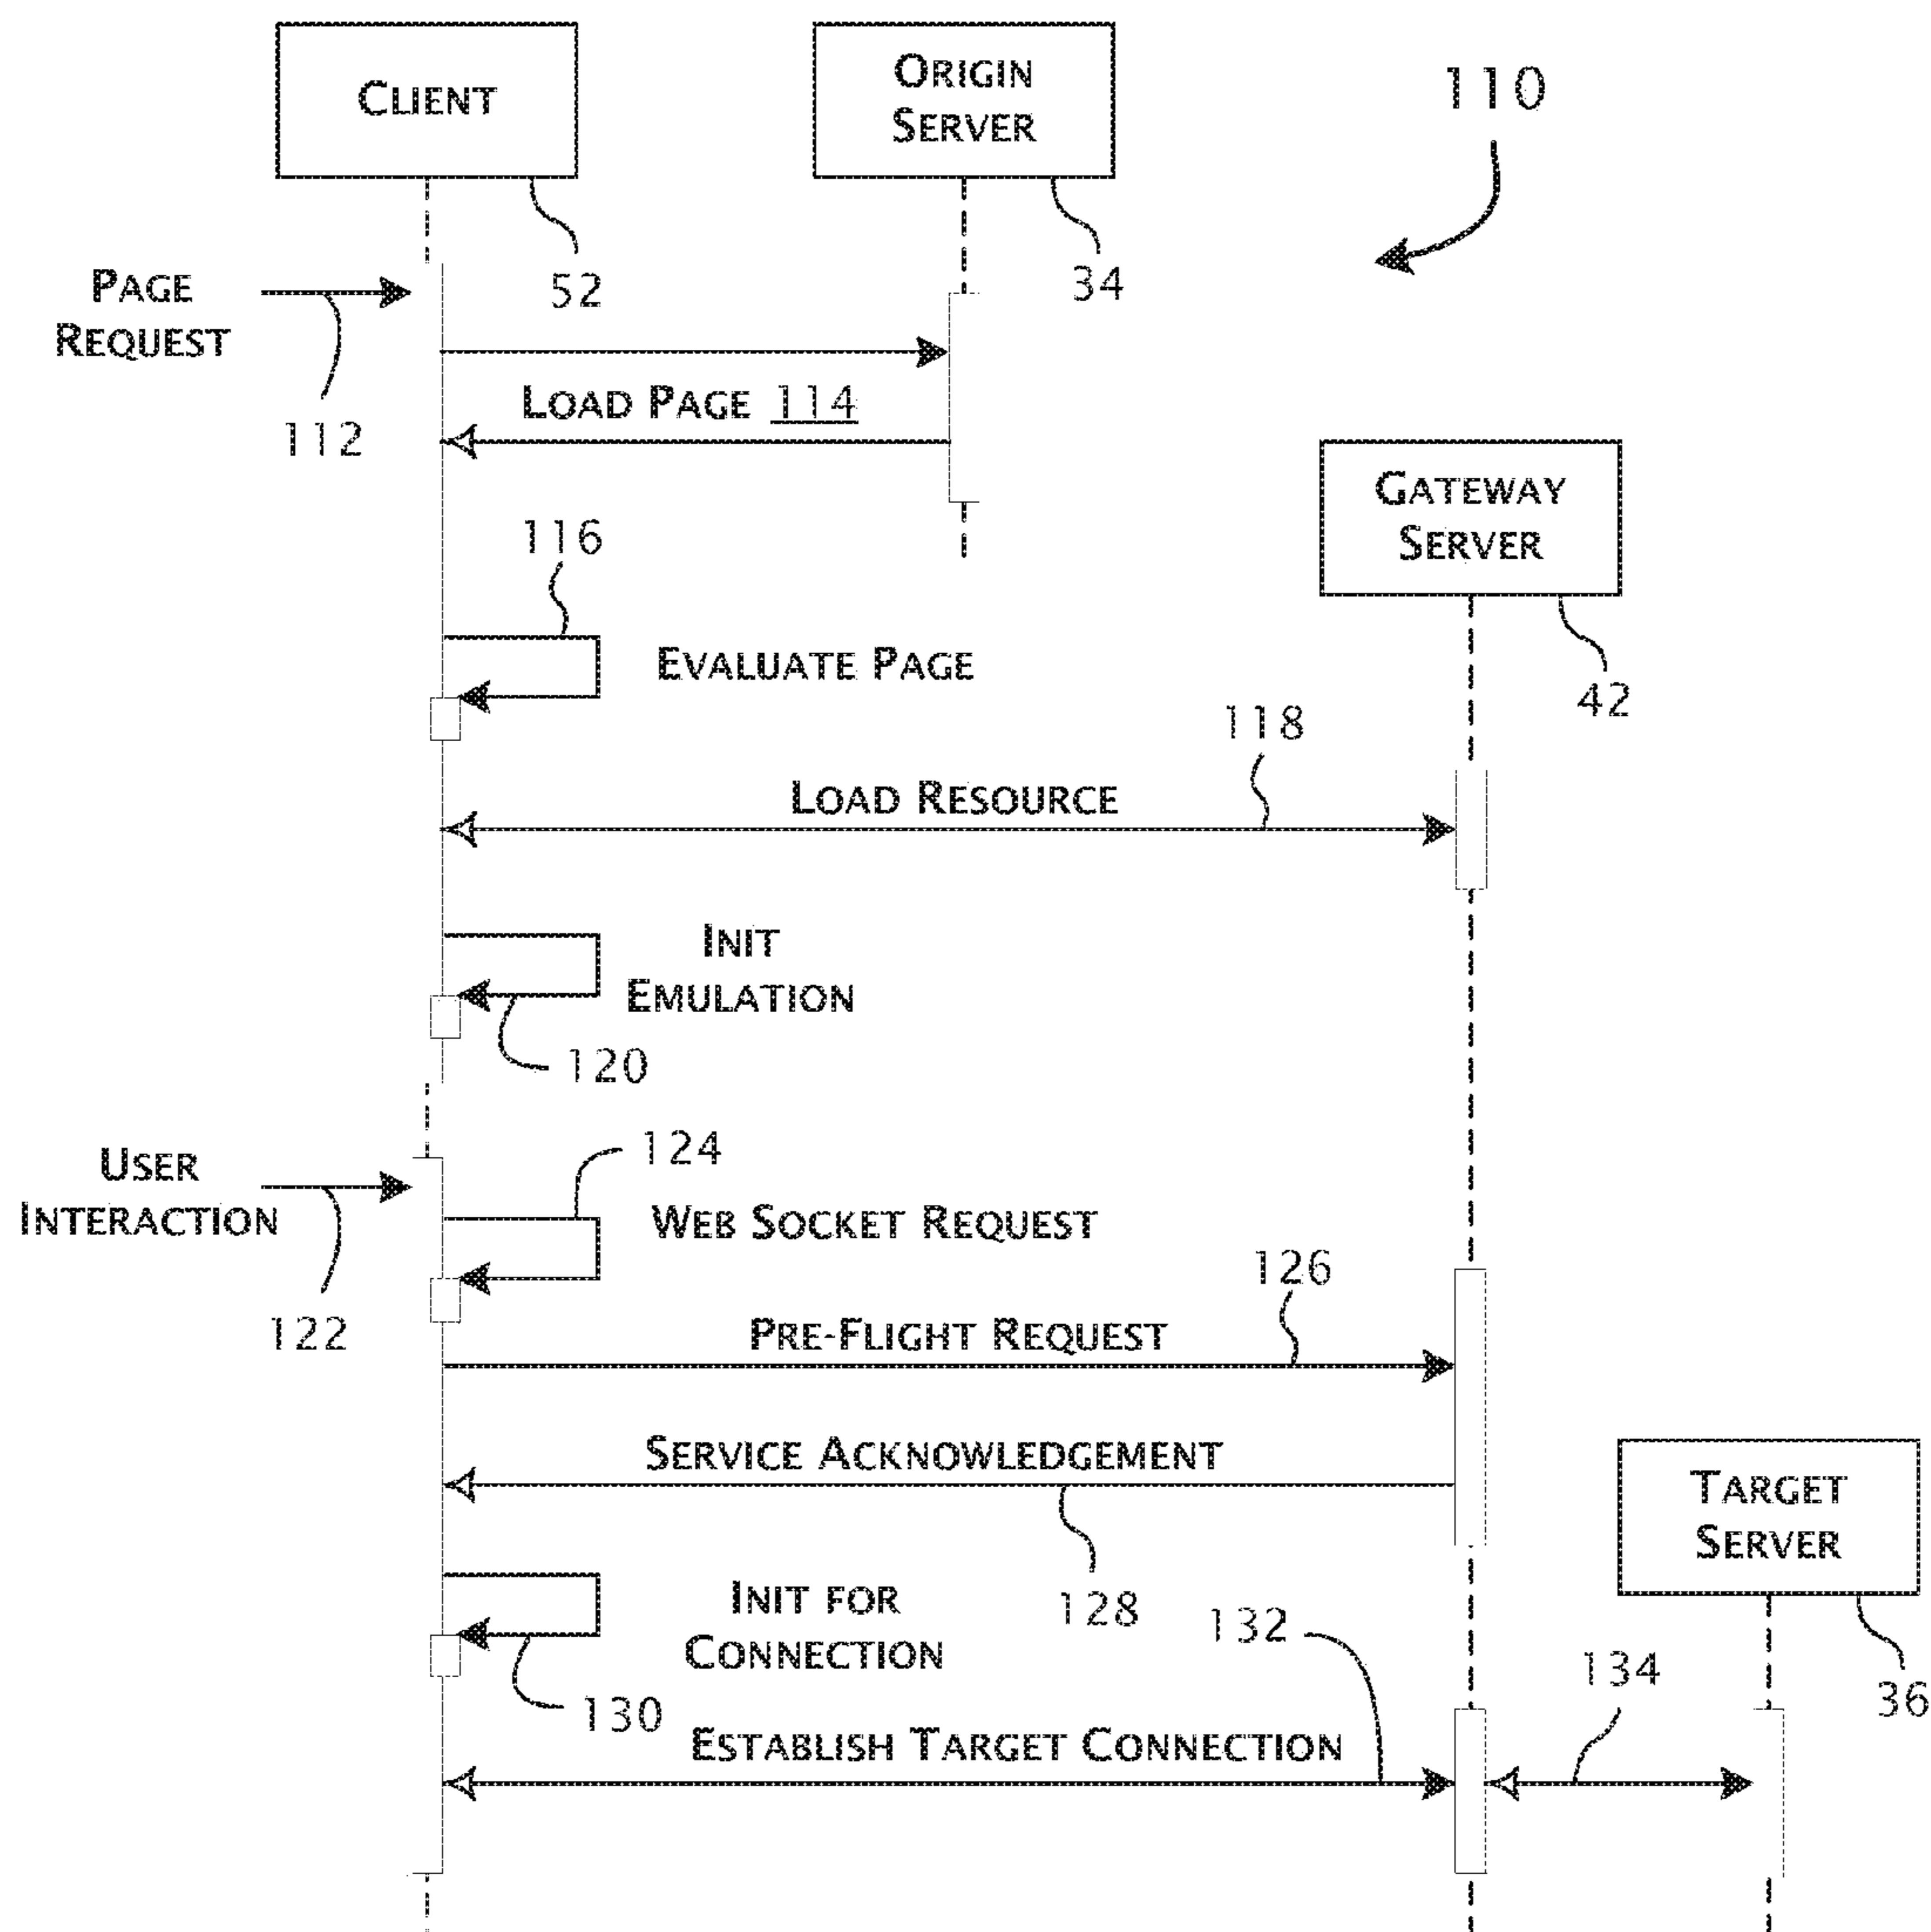 CLIENT
ORIGIN
SERVER
110
52
34
PAGE
REQUEST
112
LOAD PAGE 114
GATEWAY
SERVER
42
116
EVALUATE PAGE
118
LOAD RESOURCE
INIT
EMULATION
120
USER
INTERACTION
122
124
WEB SOCKET REQUEST
126
PRE-FLIGHT REQUEST
SERVICE ACKNOWLEDGEMENT
128
TARGET
SERVER
36
INIT FOR
CONNECTION
130
132
134
ESTABLISH TARGET CONNECTION